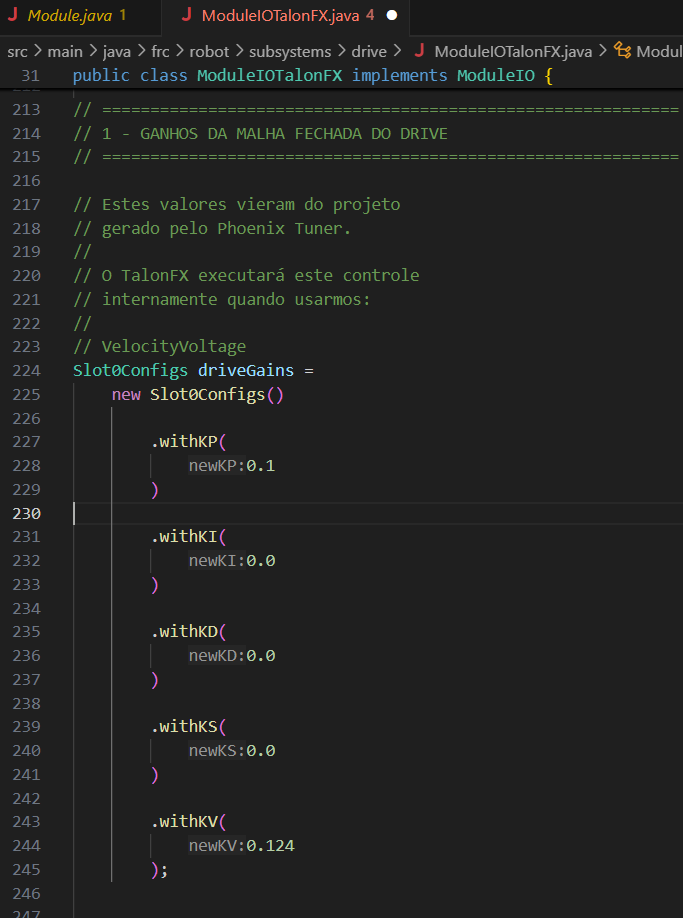 J Module.java 1 J ModuleIOTalonFX.java 4
src > main > java > frc > robot > subsystems > drive > J ModuleIOTalonFX.java > Modul
31 public class ModuleIOTalonFX implements ModuleIO {
213 // ============================================================
214 // 1 - GANHOS DA MALHA FECHADA DO DRIVE
215 // ============================================================
216
217 // Estes valores vieram do projeto
218 // gerado pelo Phoenix Tuner.
219 //
220 // O TalonFX executará este controle
221 // internamente quando usarmos:
222 //
223 // VelocityVoltage
224 Slot0Configs driveGains =
225 new Slot0Configs()
226
227 .withKP(
228 newKP:0.1
229 )
230
231 .withKI(
232 newKI:0.0
233 )
234
235 .withKD(
236 newKD:0.0
237 )
238
239 .withKS(
240 newKS:0.0
241 )
242
243 .withKV(
244 newKV:0.124
245 );
246
247